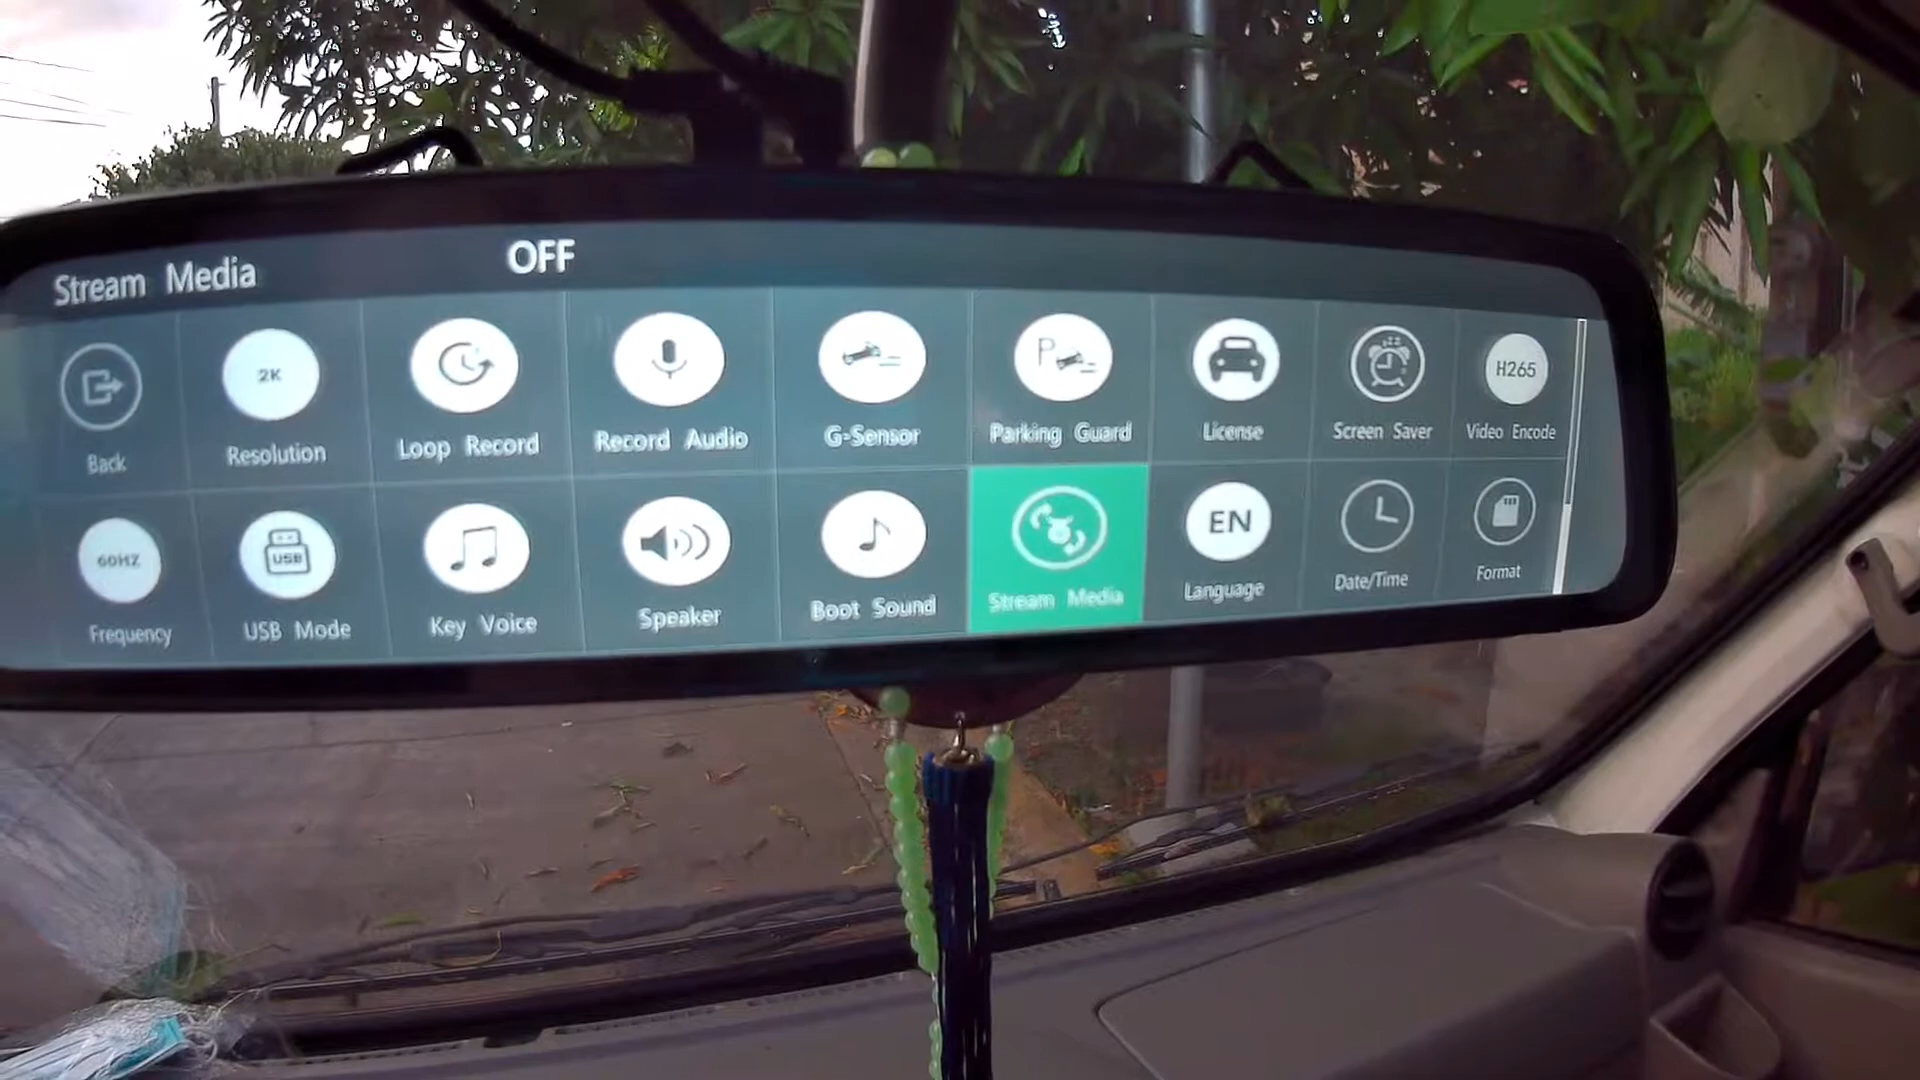 Stream Media OFF
2K H265
Back Resolution Loop Record Record Audio G-Sensor Parking Guard License Screen Saver Video Encode
60HZ USB EN
Frequency USB Mode Key Voice Speaker Boot Sound Stream Media Language Date/Time Format